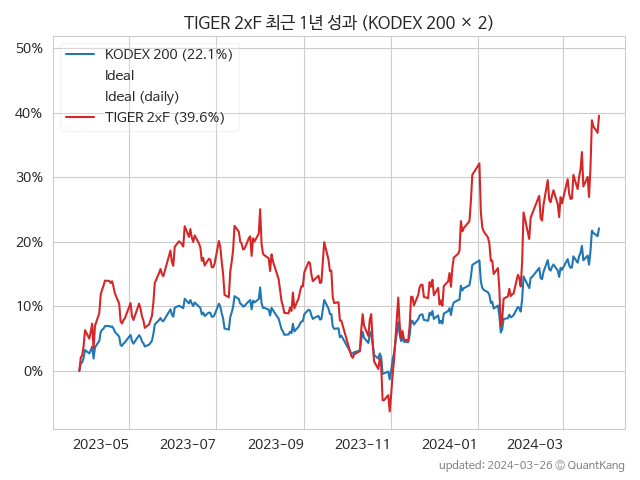 TIGER 2xF 최근 1년 성과 (KODEX 200 × 2)
50%
40%
30%
20%
10%
0%
KODEX 200 (22.1%)
Ideal
Ideal (daily)
TIGER 2xF (39.6%)
2023−05 2023−07 2023−09 2023−11 2024−01 2024−03
updated: 2024-03-26 ⓒ QuantKang